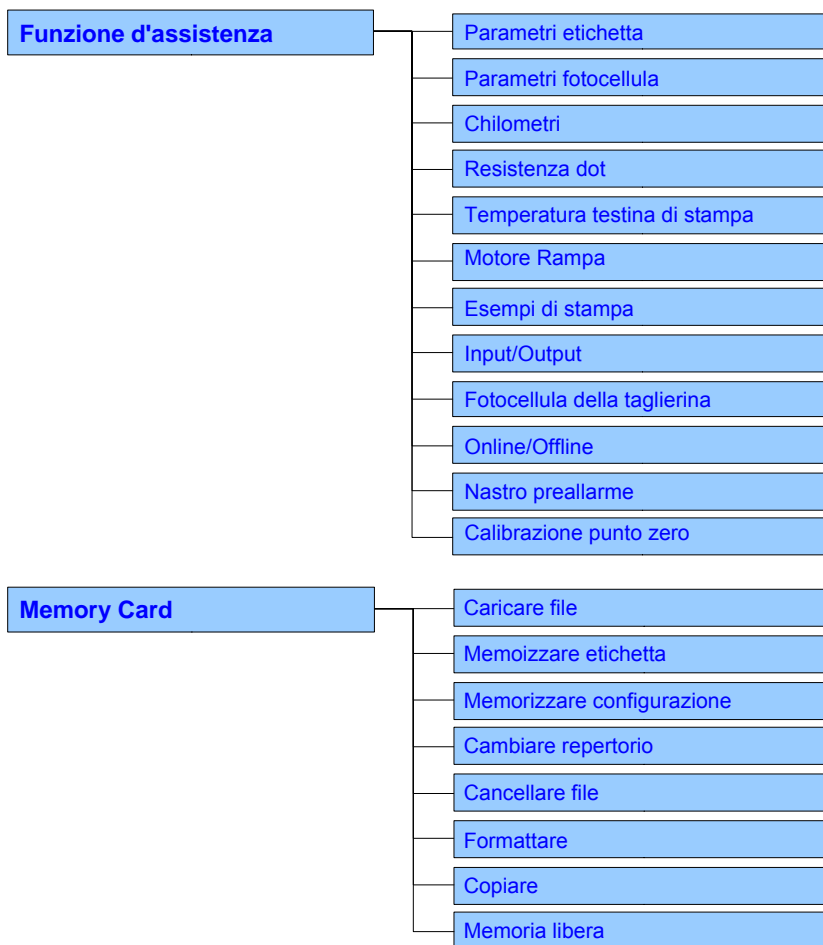 Funzione d'assistenza
Parametri etichetta
Parametri fotocellula
Chilometri
Resistenza dot
Temperatura testina di stampa
Motore Rampa
Esempi di stampa
Input/Output
Fotocellula della taglierina
Online/Offline
Nastro preallarme
Calibrazione punto zero
Memory Card
Caricare file
Memoizzare etichetta
Memorizzare configurazione
Cambiare repertorio
Cancellare file
Formattare
Copiare
Memoria libera